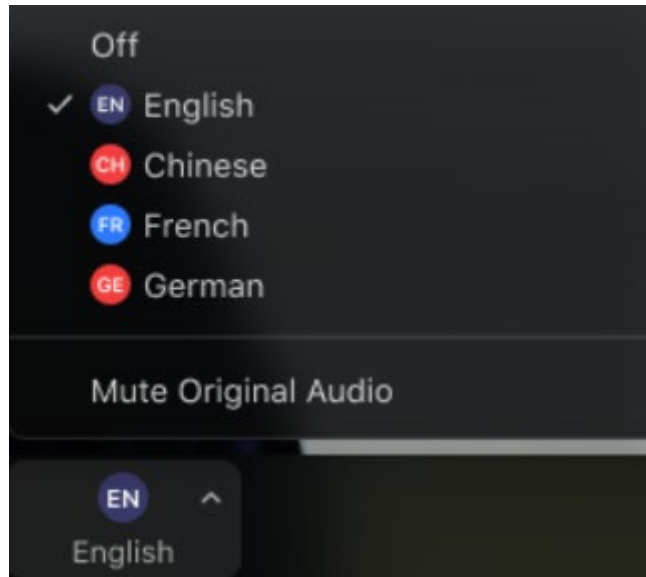 Off
EN English
CH Chinese
FR French
GE German
Mute Original Audio
EN
English